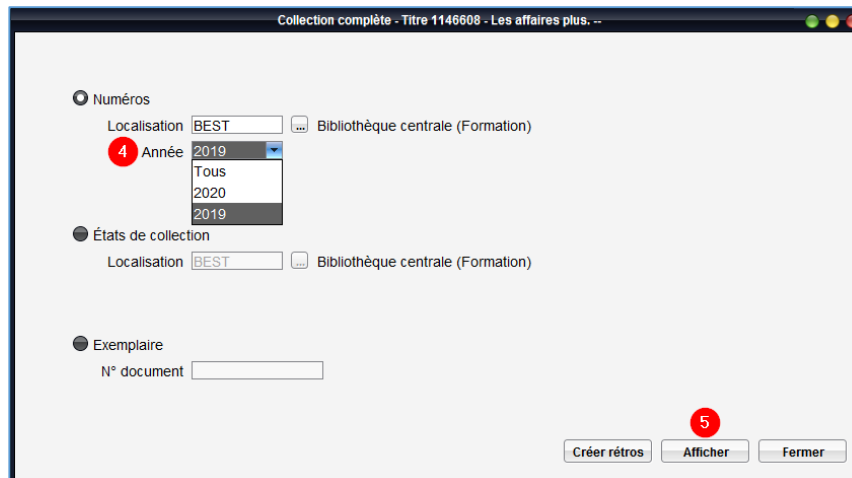 Collection complète - Titre 1146608 - Les affaires plus. --
Numéros
Localisation BEST ... Bibliothèque centrale (Formation)
4 Année 2019
Tous
2020
2019
États de collection
Localisation BEST ... Bibliothèque centrale (Formation)
Exemplaire
N° document
5
Créer rétros Afficher Fermer